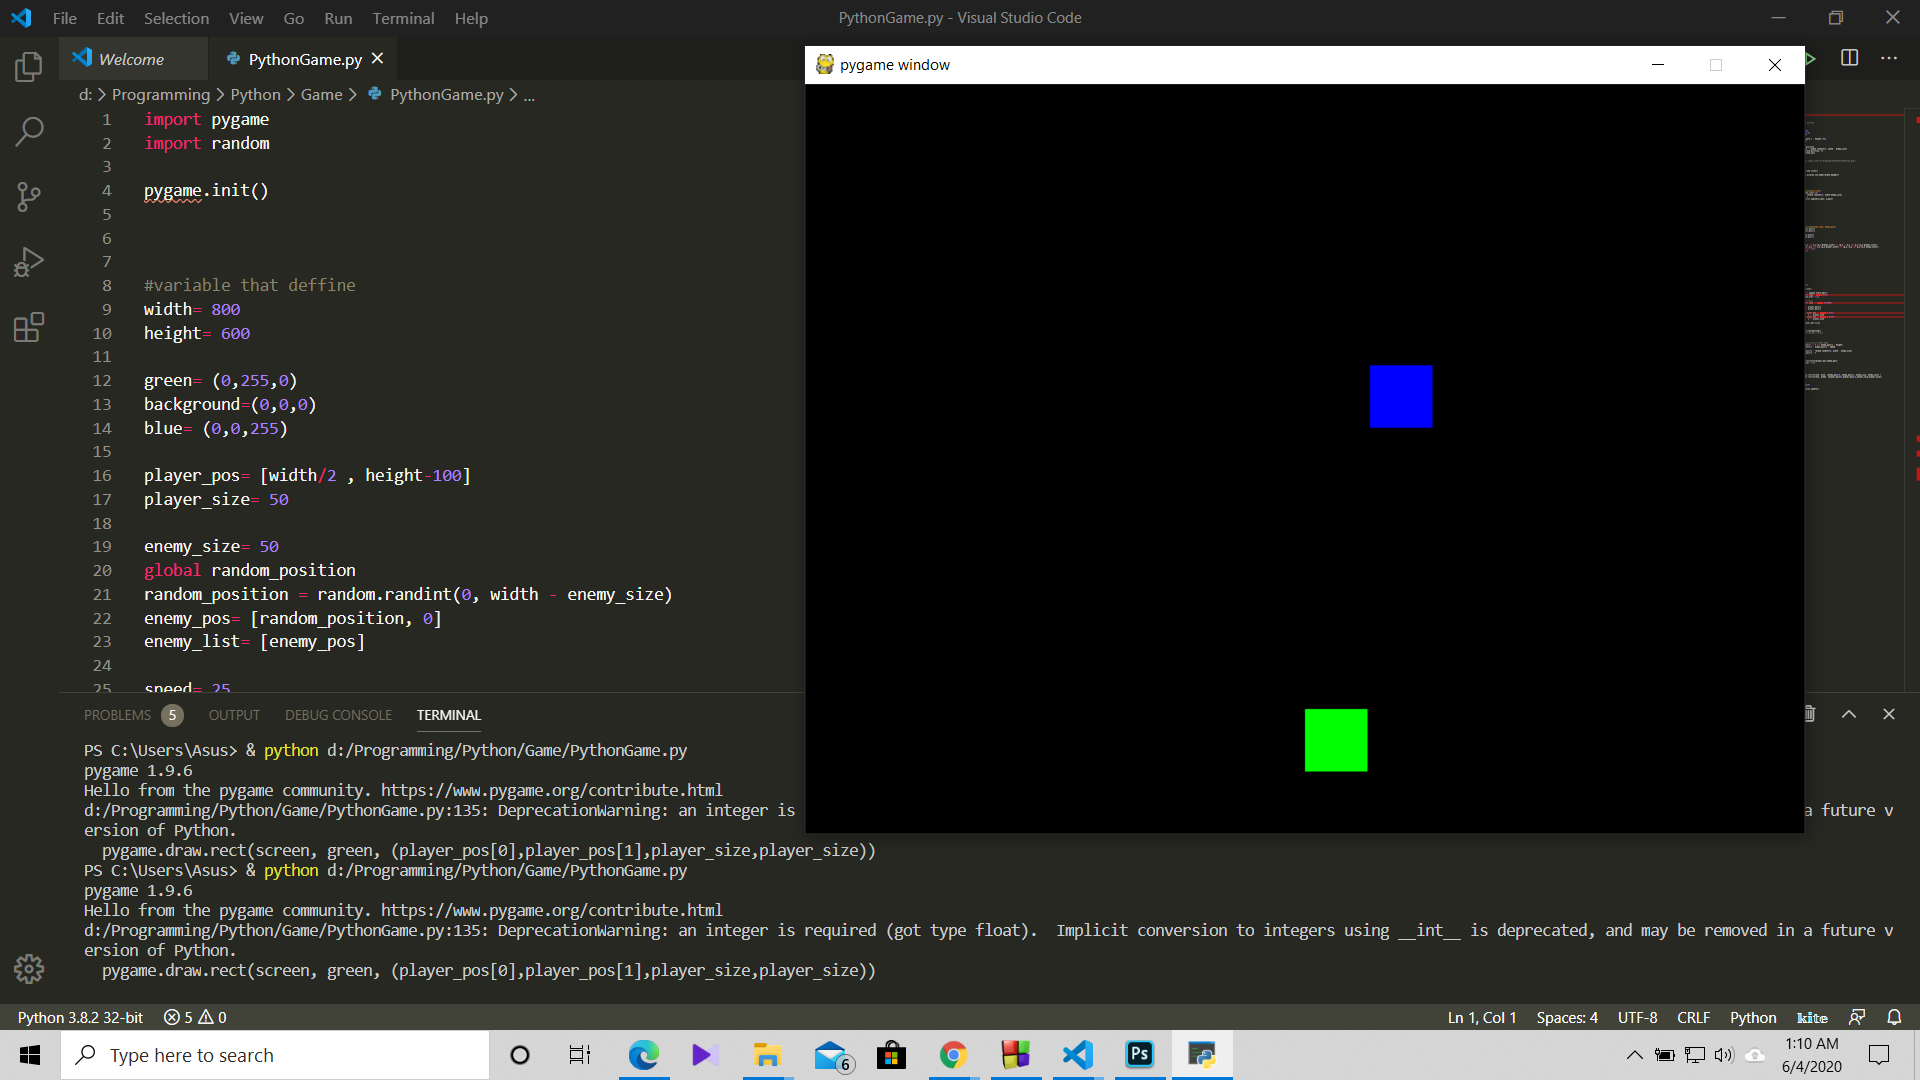 File Edit Selection View Go Run Terminal Help
PythonGame.py - Visual Studio Code
Welcome
PythonGame.py
pygame window
d: > Programming > Python > Game > PythonGame.py > ...
1 import pygame
2 import random
3
4 pygame.init()
5
6
7
8 #variable that deffine
9 width= 800
10 height= 600
11
12 green= (0,255,0)
13 background=(0,0,0)
14 blue= (0,0,255)
15
16 player_pos= [width/2 , height-100]
17 player_size= 50
18
19 enemy_size= 50
20 global random_position
21 random_position = random.randint(0, width - enemy_size)
22 enemy_pos= [random_position, 0]
23 enemy_list= [enemy_pos]
24
25 speed= 25
PROBLEMS 5 OUTPUT DEBUG CONSOLE TERMINAL
PS C:\Users\Asus> & python d:/Programming/Python/Game/PythonGame.py
pygame 1.9.6
Hello from the pygame community. https://www.pygame.org/contribute.html
d:/Programming/Python/Game/PythonGame.py:135: DeprecationWarning: an integer is a future v
ersion of Python.
pygame.draw.rect(screen, green, (player_pos[0],player_pos[1],player_size,player_size))
PS C:\Users\Asus> & python d:/Programming/Python/Game/PythonGame.py
pygame 1.9.6
Hello from the pygame community. https://www.pygame.org/contribute.html
d:/Programming/Python/Game/PythonGame.py:135: DeprecationWarning: an integer is required (got type float).  Implicit conversion to integers using __int__ is deprecated, and may be removed in a future v
ersion of Python.
pygame.draw.rect(screen, green, (player_pos[0],player_pos[1],player_size,player_size))
Python 3.8.2 32-bit 5 0
Ln 1, Col 1 Spaces: 4 UTF-8 CRLF Python kite
Type here to search
6
Ps
1:10 AM
6/4/2020